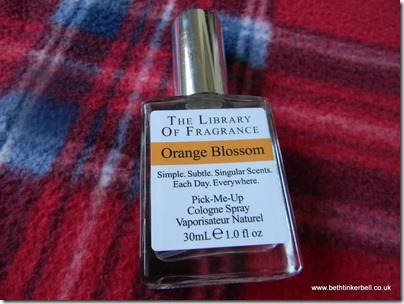 THE LIBRARY
OF FRAGRANCE
Orange Blossom
Simple. Subtle. Singular Scents.
Each Day. Everywhere.
Pick-Me-Up
Cologne Spray
Vaporisateur Naturel
30mL℮1.0 fl oz
www.bethtinkerbell.co.uk